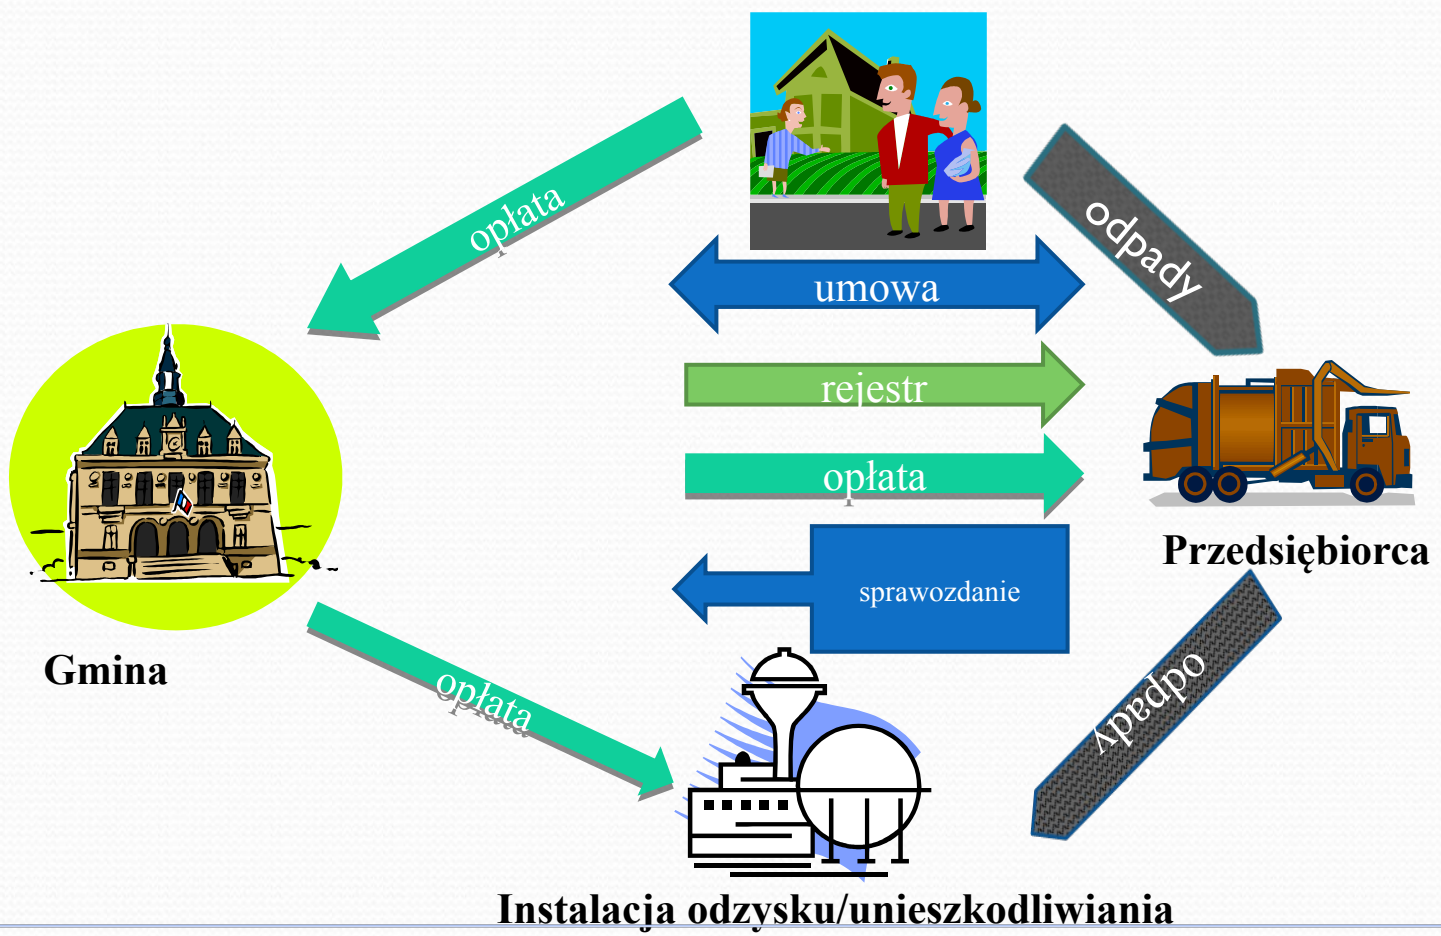 opłata
odpady
umowa
rejestr
opłata
Przedsiębiorca
sprawozdanie
Gmina
opłata
odpady
Instalacja odzysku/unieszkodliwiania